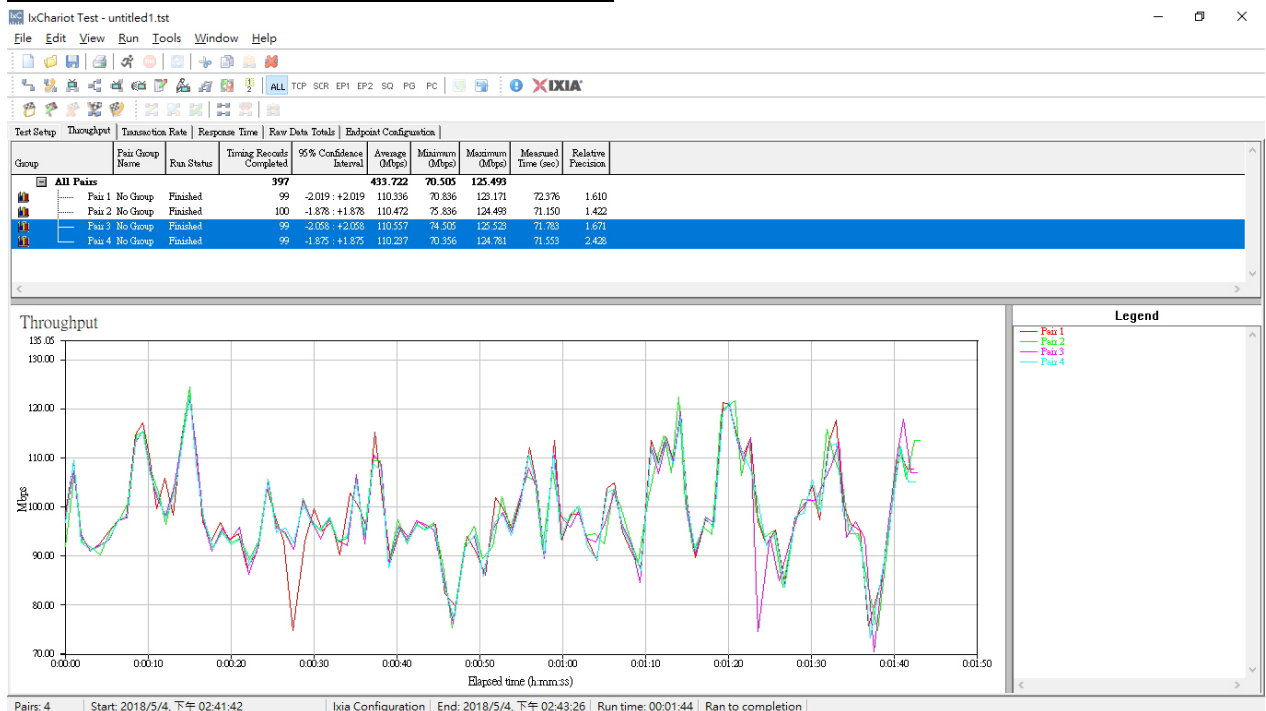 IxChariot Test - untitled1.tst
File Edit View Run Tools Window Help
ALL TCP SCR EP1 EP2 SQ PG PC XIXIA
Test Setup Throughput Transaction Rate Response Time Raw Data Totals Endpoint Configuration
Group Pair Group Name Run Status Timing Records Completed 95% Confidence Interval Average (Mbps) Minimum (Mbps) Maximum (Mbps) Measured Time (sec) Relative Precision
All Pairs 397 433.722 70.505 125.493
Pair 1 No Group Finished 99 -2.019 : +2.019 110.336 70.836 123.171 72.376 1.610
Pair 2 No Group Finished 100 -1.878 : +1.878 110.472 75.836 124.493 71.150 1.422
Pair 3 No Group Finished 99 -2.058 : +2.058 110.557 74.505 125.523 71.783 1.671
Pair 4 No Group Finished 99 -1.875 : +1.875 110.237 70.356 124.781 71.553 2.428
Throughput
135.05
130.00
120.00
110.00
100.00
90.00
80.00
70.00
Mbps
0:00:00 0:00:10 0:00:20 0:00:30 0:00:40 0:00:50 0:01:00 0:01:10 0:01:20 0:01:30 0:01:40 0:01:50
Elapsed time (h:mm:ss)
Legend
Pair 1
Pair 2
Pair 3
Pair 4
Pairs: 4 Start: 2018/5/4, 下午 02:41:42 Ixia Configuration End: 2018/5/4, 下午 02:43:26 Run time: 00:01:44 Ran to completion